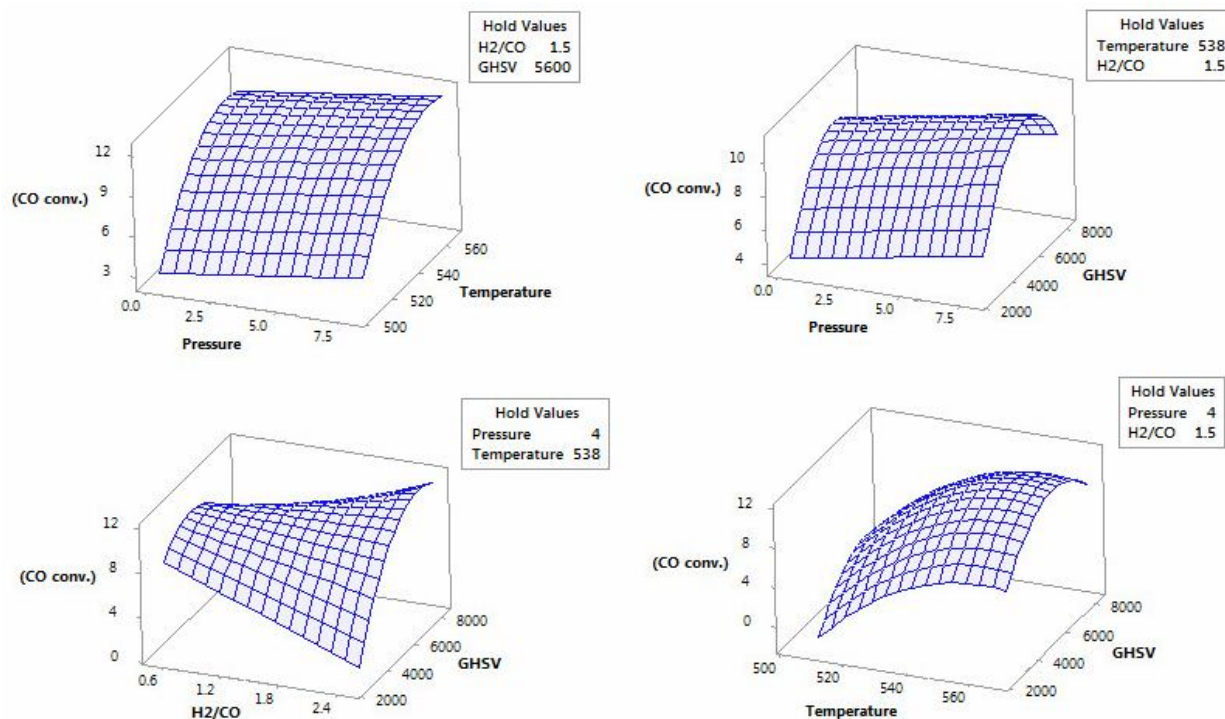 Hold Values
H2/CO 1.5
GHSV 5600
12
9
6
3
(CO conv.)
0.0
2.5
5.0
7.5
Pressure
500
520
540
560
Temperature
Hold Values
Temperature 538
H2/CO 1.5
10
8
6
4
(CO conv.)
0.0
2.5
5.0
7.5
Pressure
2000
4000
6000
8000
GHSV
Hold Values
Pressure 4
Temperature 538
12
8
4
0
(CO conv.)
0.6
1.2
1.8
2.4
H2/CO
2000
4000
6000
8000
GHSV
Hold Values
Pressure 4
H2/CO 1.5
12
8
4
0
(CO conv.)
500
520
540
560
Temperature
2000
4000
6000
8000
GHSV